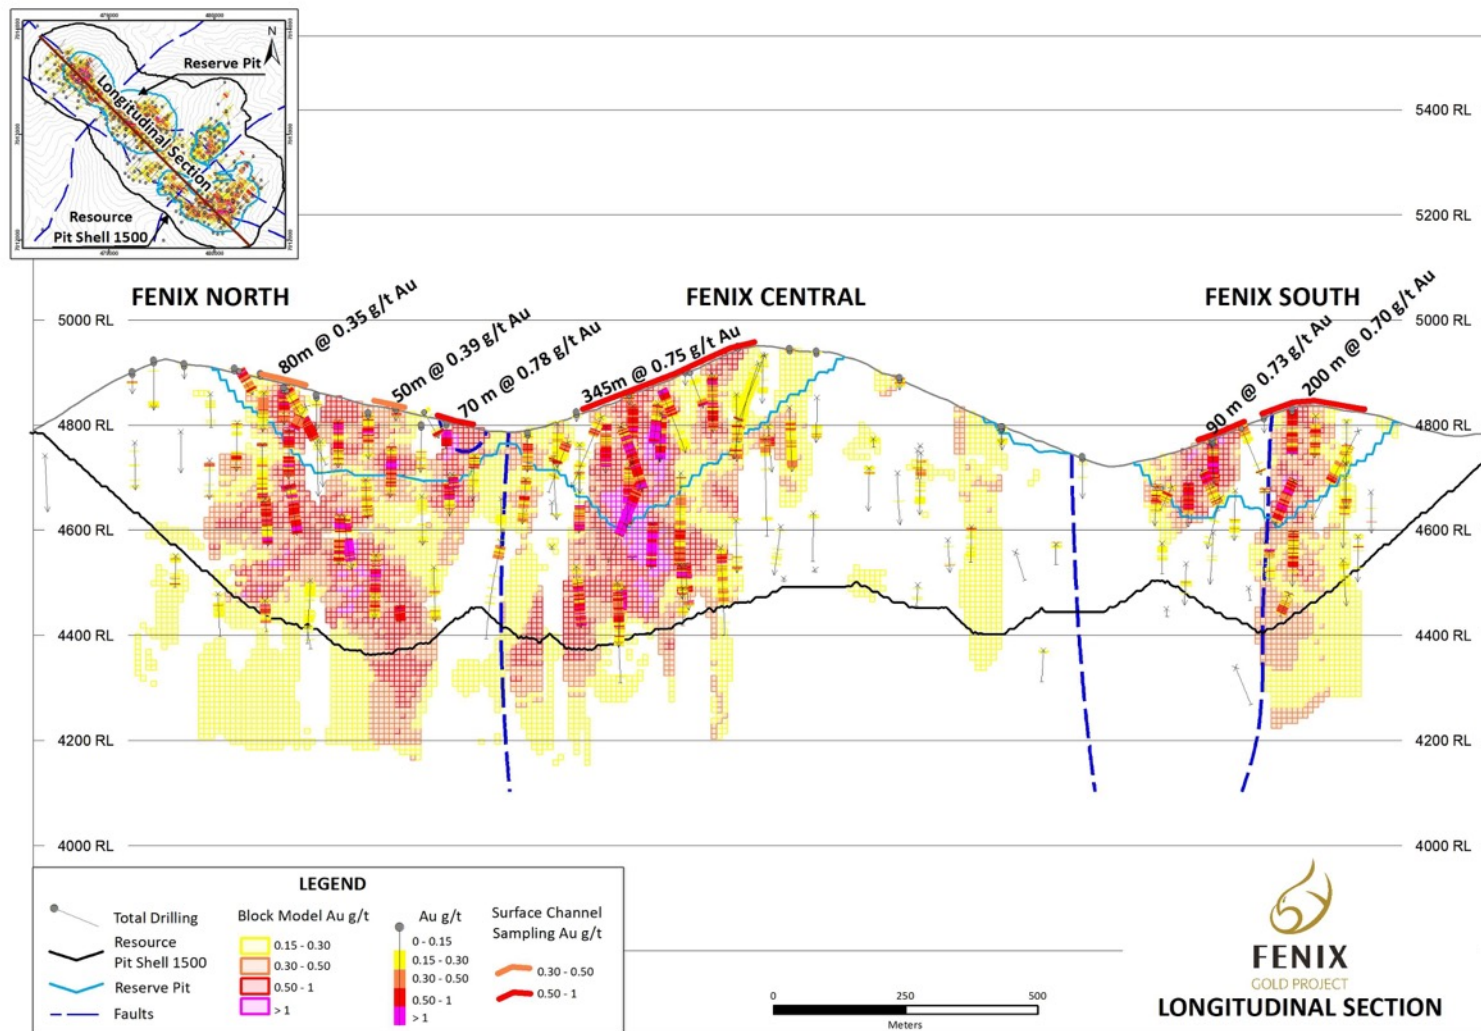 N
Reserve Pit
Longitudinal Section
Resource
Pit Shell 1500
479000
480000
479000
480000
5400 RL
5200 RL
FENIX NORTH
FENIX CENTRAL
FENIX SOUTH
5000 RL
5000 RL
80m @ 0.35 g/t Au
50m @ 0.39 g/t Au
70 m @ 0.78 g/t Au
345m @ 0.75 g/t Au
90 m @ 0.73 g/t Au
200 m @ 0.70 g/t Au
4800 RL
4800 RL
4600 RL
4600 RL
4400 RL
4400 RL
4200 RL
4200 RL
4000 RL
4000 RL
LEGEND
Total Drilling
Resource
Pit Shell 1500
Reserve Pit
Faults
Block Model Au g/t
0.15 - 0.30
0.30 - 0.50
0.50 - 1
> 1
Au g/t
0 - 0.15
0.15 - 0.30
0.30 - 0.50
0.50 - 1
> 1
Surface Channel
Sampling Au g/t
0.30 - 0.50
0.50 - 1
0
250
500
Meters
FENIX
GOLD PROJECT
LONGITUDINAL SECTION